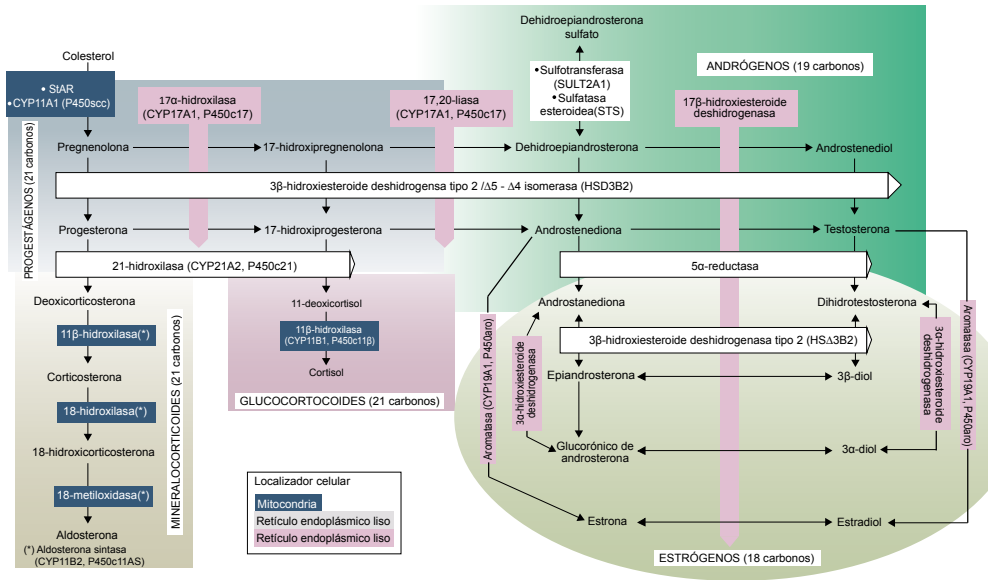 Dehidroepiandrosterona
sulfato
Colesterol
• StAR
•CYP11A1 (P450scc)
17α-hidroxilasa
(CYP17A1, P450c17)
17,20-liasa
(CYP17A1, P450c17)
•Sulfotransferasa
(SULT2A1)
•Sulfatasa
esteroidea(STS)
ANDRÓGENOS (19 carbonos)
17β-hidroxiesteroide
deshidrogenasa
PROGESTÁGENOS (21 carbonos)
Pregnenolona
17-hidroxipregnenolona
Dehidroepiandrosterona
Androstenediol
3β-hidroxiesteroide deshidrogensa tipo 2 /Δ5 - Δ4 isomerasa (HSD3B2)
Progesterona
17-hidroxiprogesterona
Androstenediona
Testosterona
21-hidroxilasa (CYP21A2, P450c21)
5α-reductasa
Deoxicorticosterona
11-deoxicortisol
Androstanediona
Dihidrotestosterona
11β-hidroxilasa(*)
11β-hidroxilasa
(CYP11B1, P450c11β)
3β-hidroxiesteroide deshidrogenasa tipo 2 (HSΔ3B2)
Corticosterona
Cortisol
Epiandrosterona
3β-diol
GLUCOCORTOCOIDES (21 carbonos)
18-hidroxilasa(*)
MINERALOCORTICOIDES (21 carbonos)
Aromatasa (CYP19A1, P450aro)
3α-hidroxiesteroide
deshidrogenasa
3α-hidroxiesteroide
deshidrogenasa
Aromatasa (CYP19A1, P450aro)
18-hidroxicorticosterona
Glucorónico de
androsterona
3α-diol
18-metiloxidasa(*)
Aldosterona
(*) Aldosterona sintasa
(CYP11B2, P450c11AS)
Localizador celular
Mitocondria
Retículo endoplásmico liso
Retículo endoplásmico liso
Estrona
Estradiol
ESTRÓGENOS (18 carbonos)